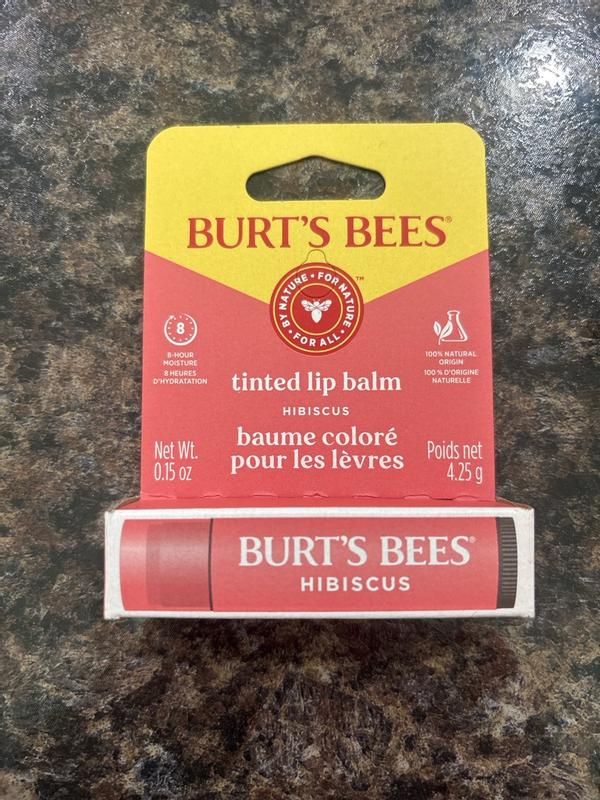 BURT'S BEES®
BY NATURE • FOR NATURE • FOR ALL •
™
8
8-HOUR
MOISTURE
8 HEURES
D'HYDRATATION
100% NATURAL
ORIGIN
100 % D'ORIGINE
NATURELLE
tinted lip balm
HIBISCUS
baume coloré
pour les lèvres
Net Wt.
0.15 oz
Poids net
4.25 g
BURT'S BEES®
HIBISCUS